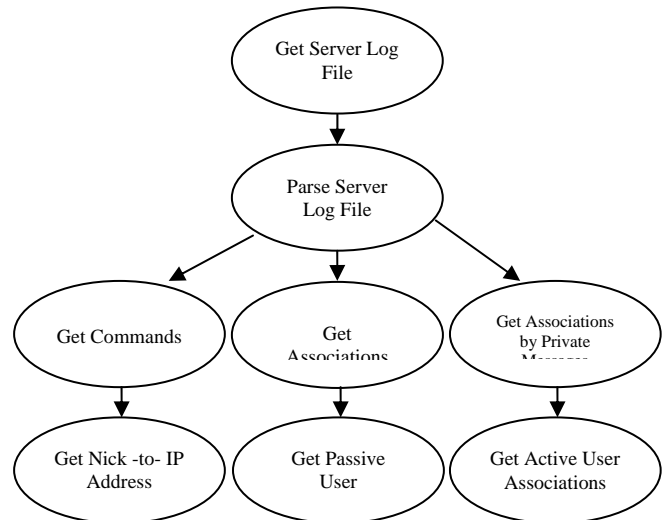 Get Server Log
File
Parse Server
Log File
Get Commands
Get
Associations
Get Associations
by Private
Get Nick -to- IP
Address
Get Passive
User
Get Active User
Associations